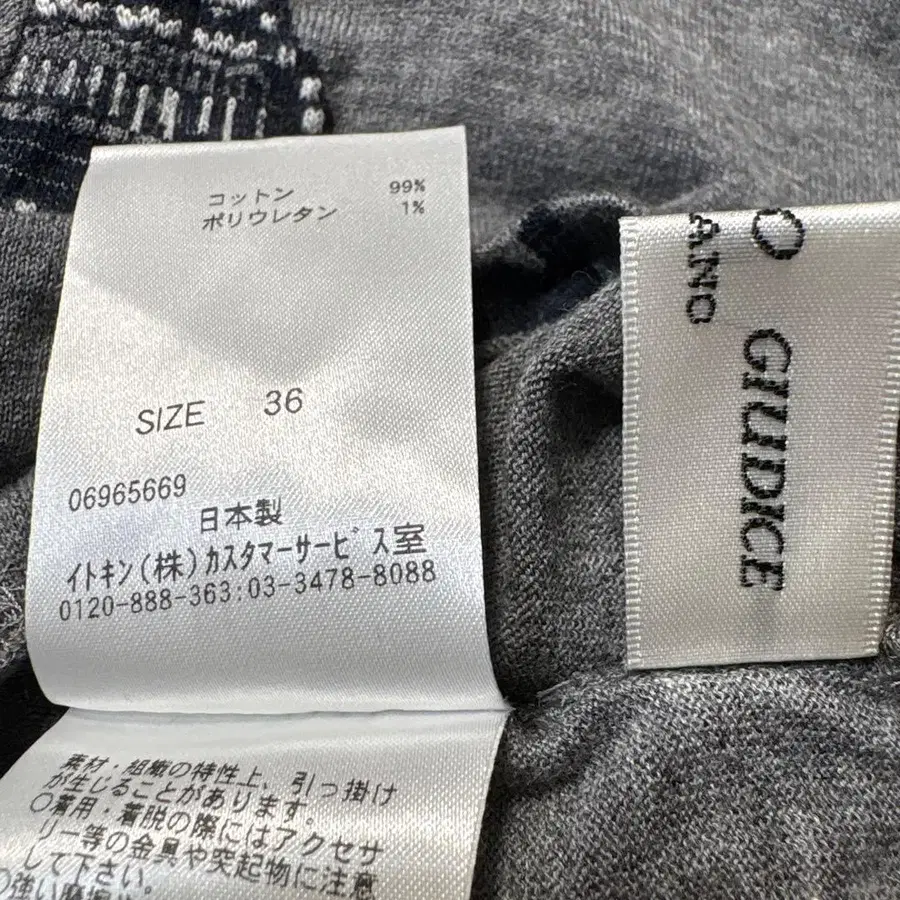 コットン 99%
ポリウレタン 1%
SIZE 36
06965669
日本製
イトキン(株)カスタマーサービス室
0120-888-363:03-3478-8088
素材・組織の特性上、引っ掛け
が生じることがあります。
○着用・着脱の際にはアクセサ
リー等の金具や突起物に注意
して下さい。
○強い
O GIUDICE
ANO